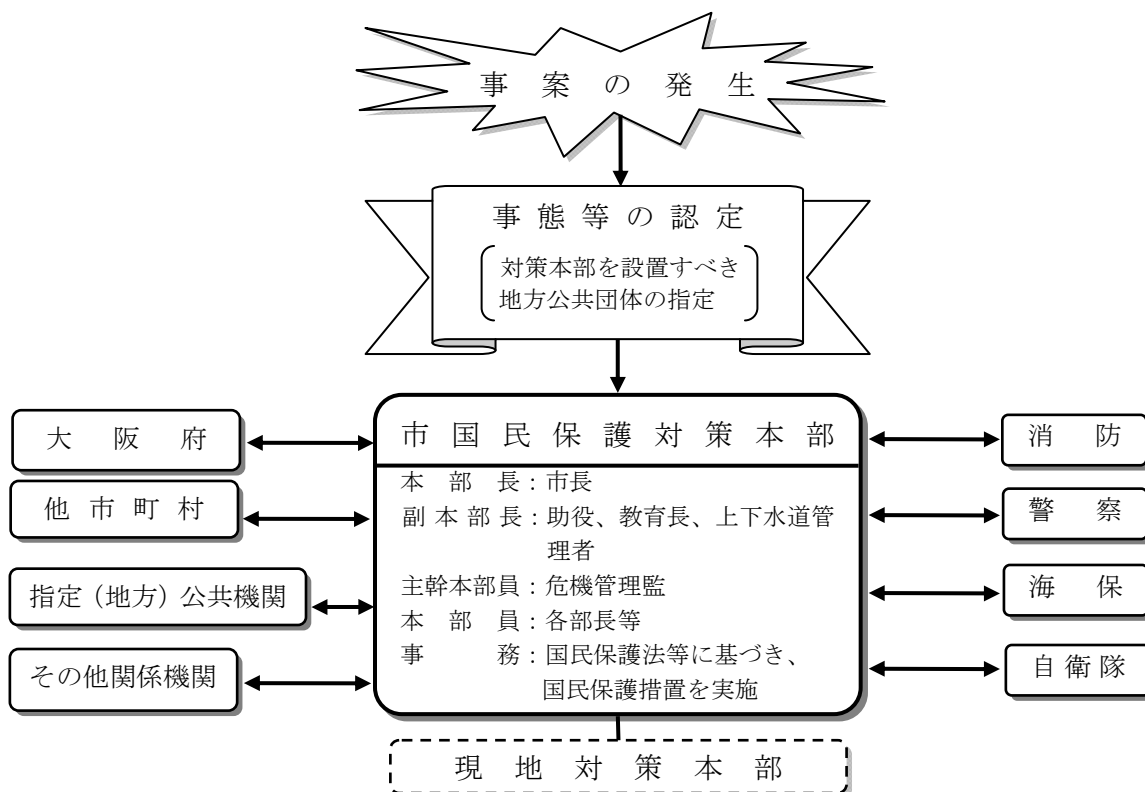 事案の発生
事態等の認定
対策本部を設置すべき
地方公共団体の指定
市国民保護対策本部
本部長：市長
副本部長：助役、教育長、上下水道管
理者
主幹本部員：危機管理監
本部員：各部長等
事務：国民保護法等に基づき、
国民保護措置を実施
大阪府
他市町村
指定（地方）公共機関
その他関係機関
消防
警察
海保
自衛隊
現地対策本部